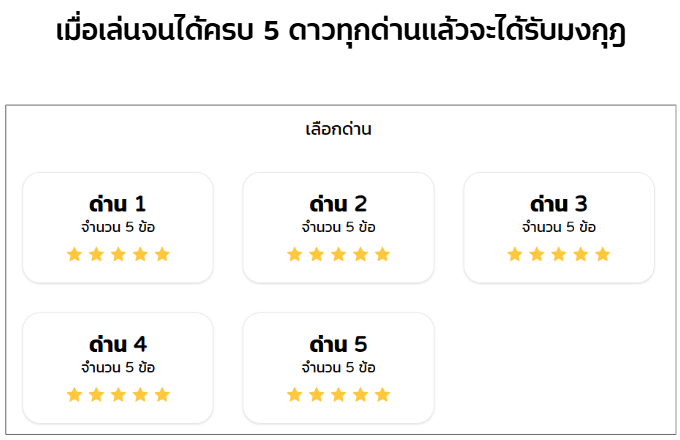 เมื่อเล่นจนได้ครบ 5 ดาวทุกด่านแล้วจะได้รับมงกุฎ
เลือกด่าน
ด่าน 1
จำนวน 5 ข้อ
ด่าน 2
จำนวน 5 ข้อ
ด่าน 3
จำนวน 5 ข้อ
ด่าน 4
จำนวน 5 ข้อ
ด่าน 5
จำนวน 5 ข้อ